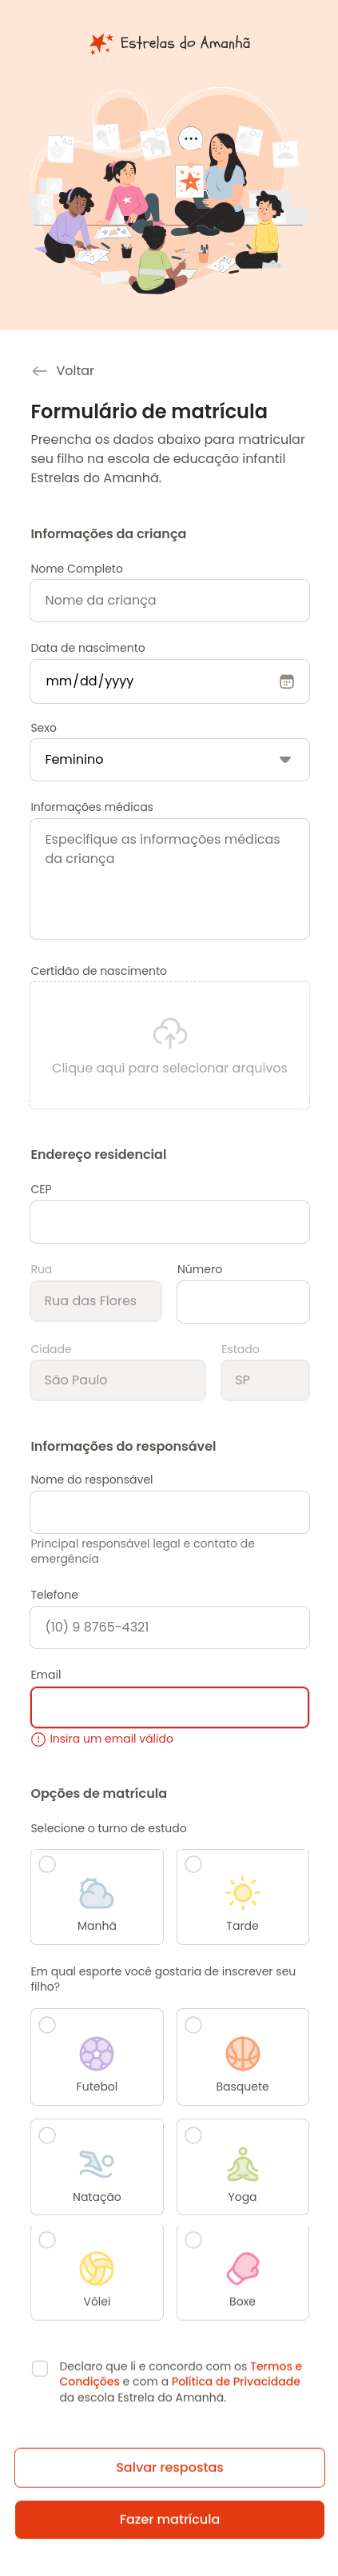 Estrelas do Amanhã
Aa
Ii
Ee
Oo
Uu
A
C
B
Voltar
Formulário de matrícula
Preencha os dados abaixo para matricular
seu filho na escola de educação infantil
Estrelas do Amanhã.
Informações da criança
Nome Completo
Nome da criança
Data de nascimento
mm/dd/yyyy
Sexo
Feminino
Informações médicas
Especifique as informações médicas
da criança
Certidão de nascimento
Clique aqui para selecionar arquivos
Endereço residencial
CEP
Rua
Número
Rua das Flores
Cidade
Estado
São Paulo
SP
Informações do responsável
Nome do responsável
Principal responsável legal e contato de
emergência
Telefone
(10) 9 8765-4321
Email
Insira um email válido
Opções de matrícula
Selecione o turno de estudo
Manhã
Tarde
Em qual esporte você gostaria de inscrever seu
filho?
Futebol
Basquete
Natação
Yoga
Vôlei
Boxe
Declaro que li e concordo com os Termos e
Condições e com a Política de Privacidade
da escola Estrela do Amanhã.
Salvar respostas
Fazer matrícula